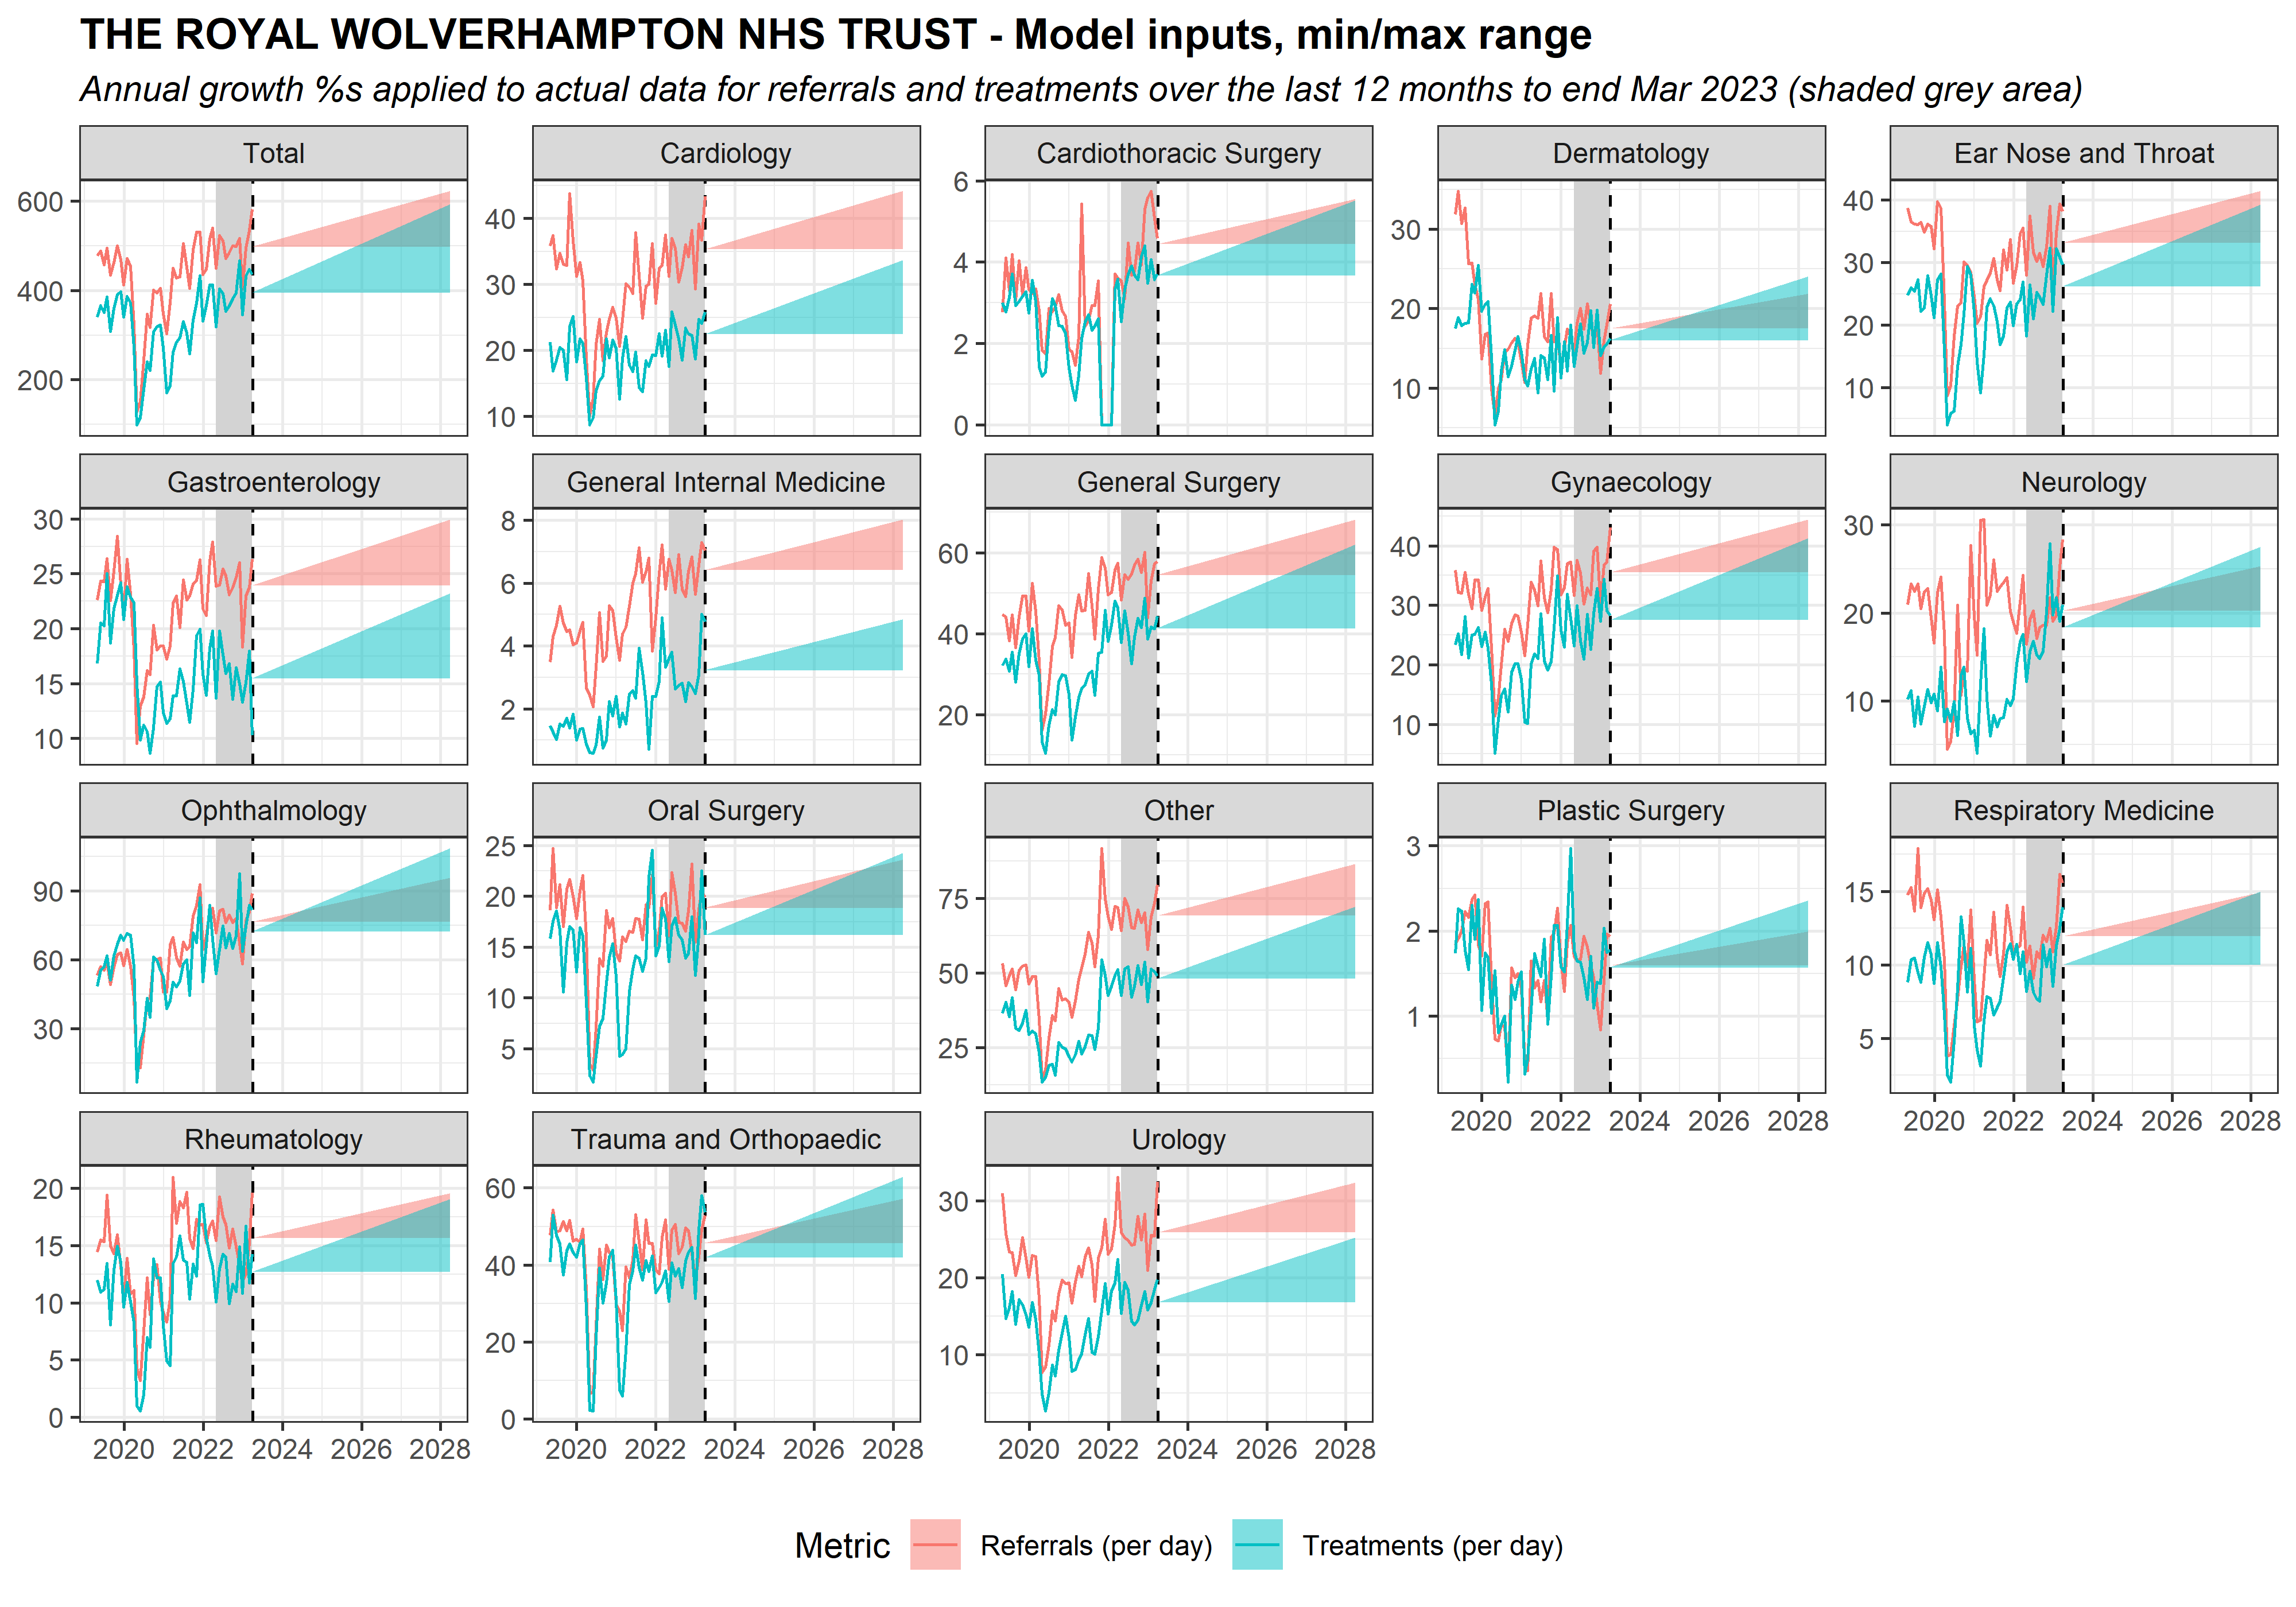 THE ROYAL WOLVERHAMPTON NHS TRUST - Model inputs, min/max range
Annual growth %s applied to actual data for referrals and treatments over the last 12 months to end Mar 2023 (shaded grey area)
Total
600
400
200
Cardiology
40
30
20
10
Cardiothoracic Surgery
6
4
2
0
Dermatology
30
20
10
Ear Nose and Throat
40
30
20
10
Gastroenterology
30
25
20
15
10
General Internal Medicine
8
6
4
2
General Surgery
60
40
20
Gynaecology
40
30
20
10
Neurology
30
20
10
Ophthalmology
90
60
30
Oral Surgery
25
20
15
10
5
Other
75
50
25
Plastic Surgery
3
2
1
2020 2022 2024 2026 2028
Respiratory Medicine
15
10
5
2020 2022 2024 2026 2028
Rheumatology
20
15
10
5
0
2020 2022 2024 2026 2028
Trauma and Orthopaedic
60
40
20
0
2020 2022 2024 2026 2028
Urology
30
20
10
2020 2022 2024 2026 2028
Metric Referrals (per day) Treatments (per day)